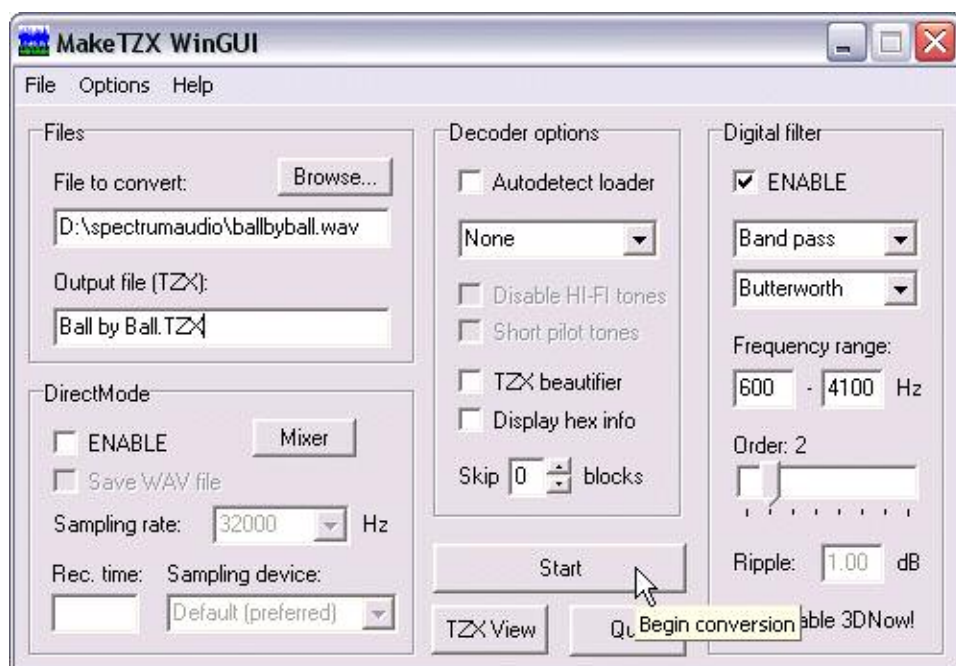 MakeTZX WinGUI
File Options Help
Files
File to convert:
Browse...
D:\spectrumaudio\ballbyball.wav
Output file (TZX):
Ball by Ball.TZX
DirectMode
ENABLE
Mixer
Save WAV file
Sampling rate: 32000 Hz
Rec. time: Sampling device:
Default (preferred)
Decoder options
Autodetect loader
None
Disable HI-FI tones
Short pilot tones
TZX beautifier
Display hex info
Skip 0 blocks
Start
TZX View
Begin conversion
Digital filter
ENABLE
Band pass
Butterworth
Frequency range:
600 - 4100 Hz
Order: 2
Ripple: 1.00 dB
able 3DNow!